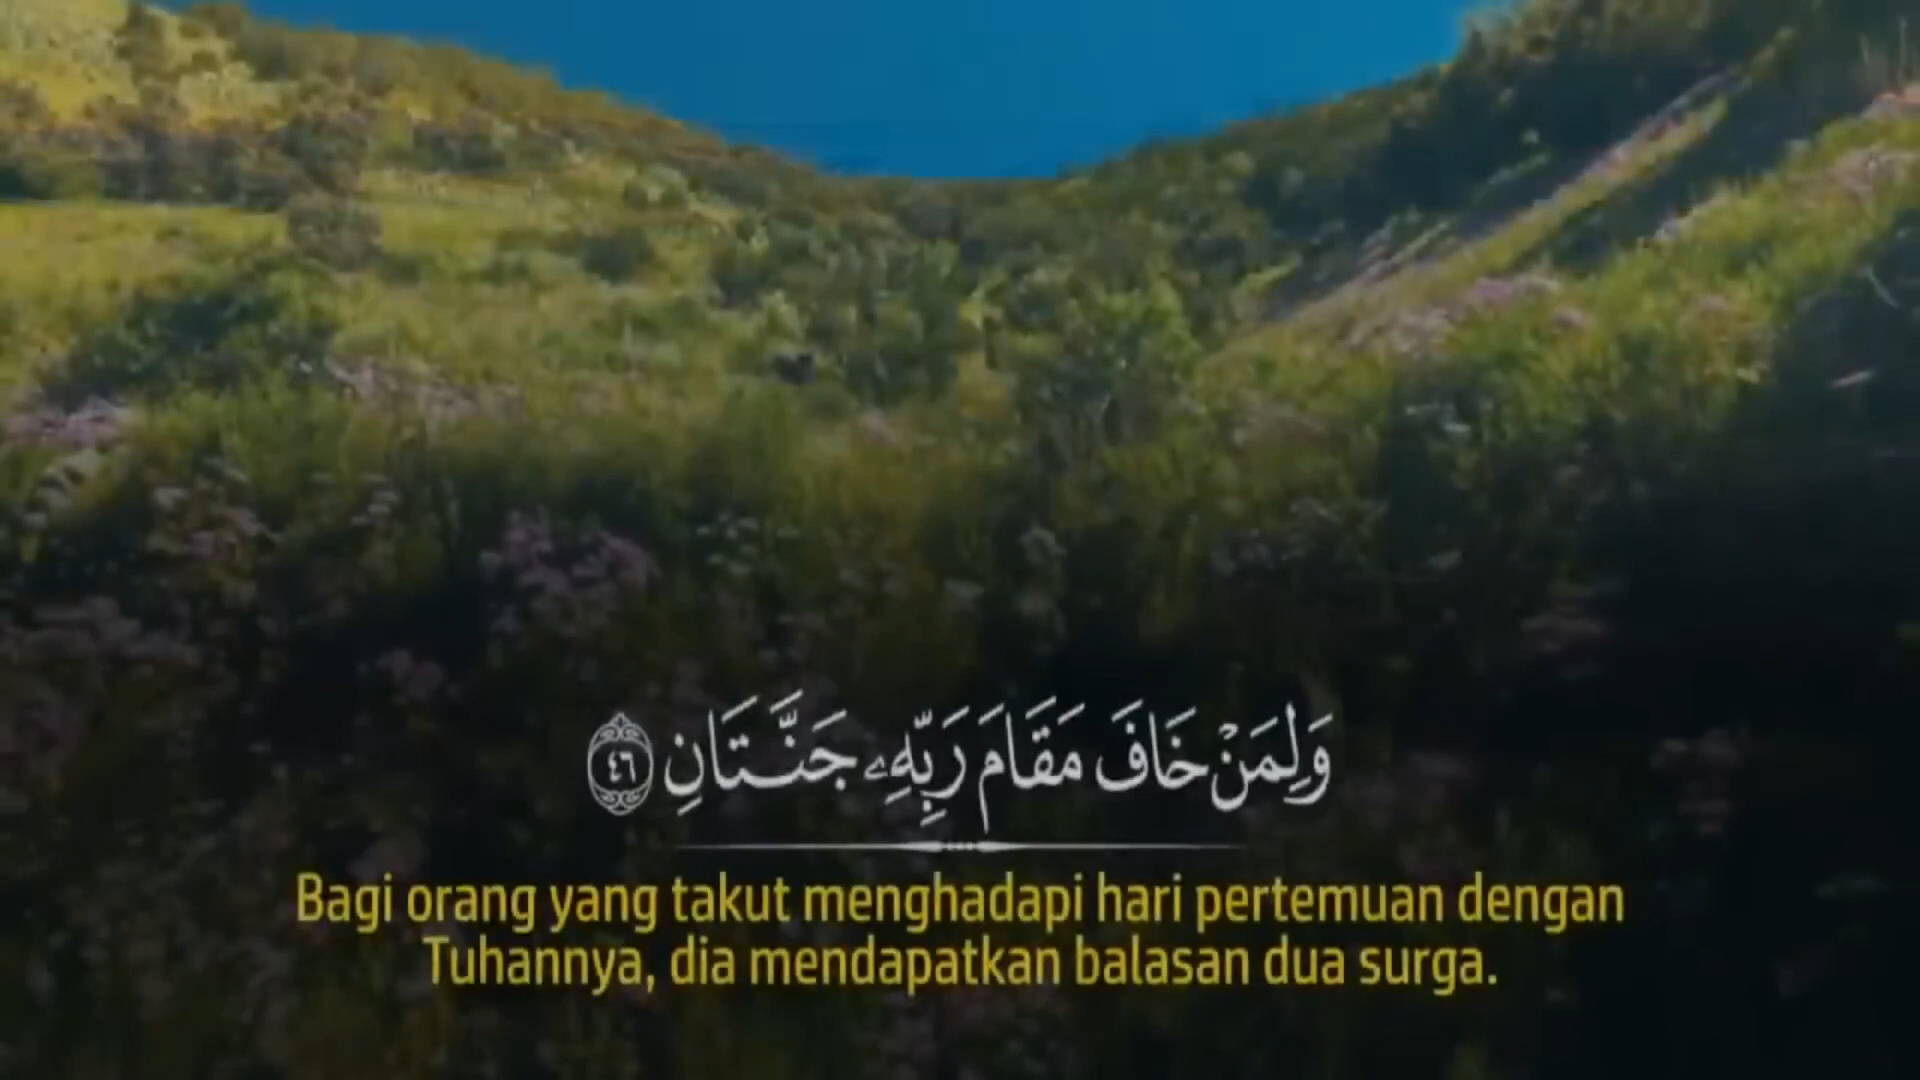 وَلِمَنْ خَافَ مَقَامَ رَبِّهِۦ جَنَّتَانِ ٤٦
Bagi orang yang takut menghadapi hari pertemuan dengan
Tuhannya, dia mendapatkan balasan dua surga.